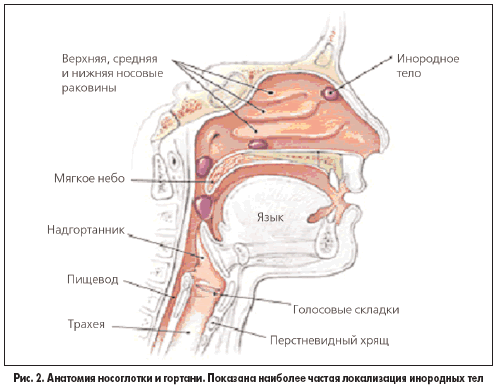 Верхняя, средняя
и нижняя носовые
раковины
Инородное
тело
Мягкое небо
Язык
Надгортанник
Пищевод
Голосовые складки
Трахея
Перстневидный хрящ
Рис. 2. Анатомия носоглотки и гортани. Показана наиболее частая локализация инородных тел